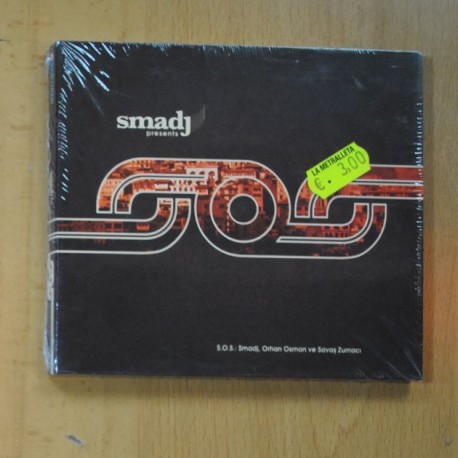 smadj
presents
LA METRALLETA
€. 3,00
SOS
S.O.S.: Smadj, Orhan Osman ve Savaş Zurnacı